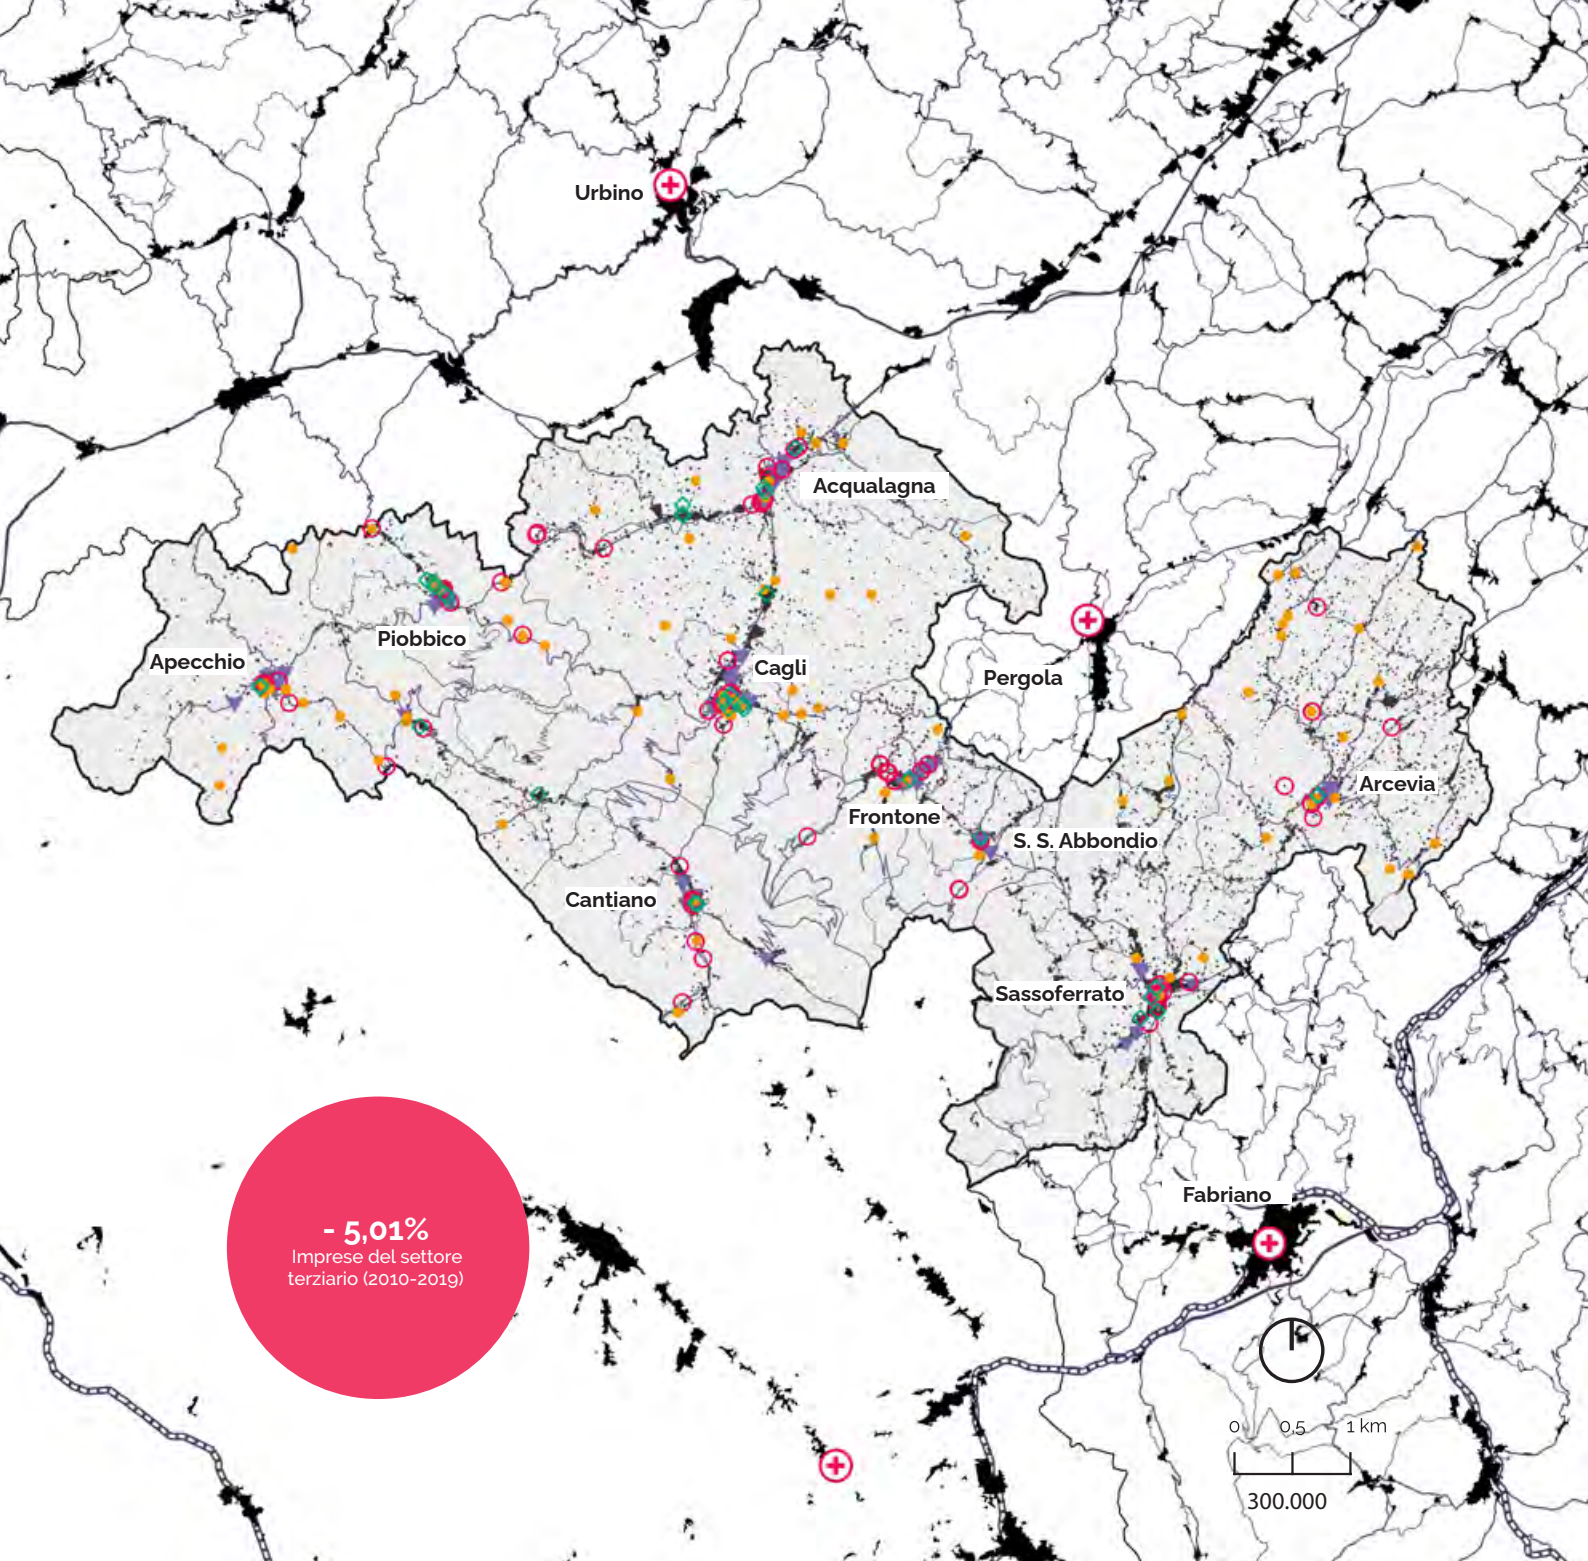 Urbino
Acqualagna
Piobbico
Apecchio
Cagli
Pergola
Arcevia
Frontone
S. S. Abbondio
Cantiano
Sassoferrato
Fabriano
- 5,01%
Imprese del settore
terziario (2010-2019)
0 0.5 1 km
300.000